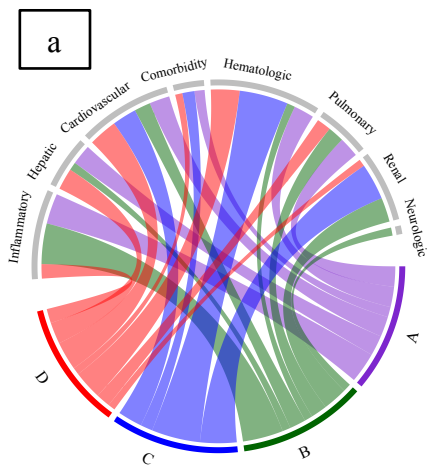 a
Inflammatory
Hepatic
Cardiovascular
Comorbidity
Hematologic
Pulmonary
Renal
Neurologic
A
B
C
D